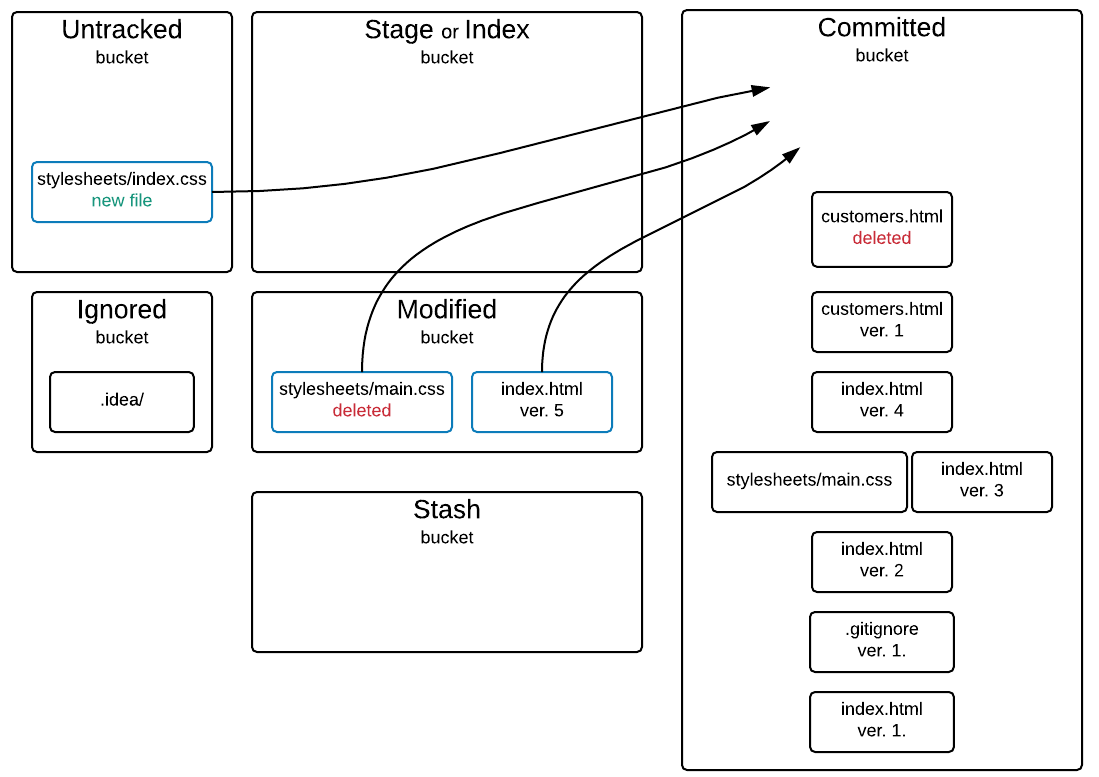 Untracked
bucket
stylesheets/index.css
new file
Stage or Index
bucket
Committed
bucket
customers.html
deleted
customers.html
ver. 1
index.html
ver. 4
stylesheets/main.css
index.html
ver. 3
index.html
ver. 2
.gitignore
ver. 1.
index.html
ver. 1.
Ignored
bucket
.idea/
Modified
bucket
stylesheets/main.css
deleted
index.html
ver. 5
Stash
bucket